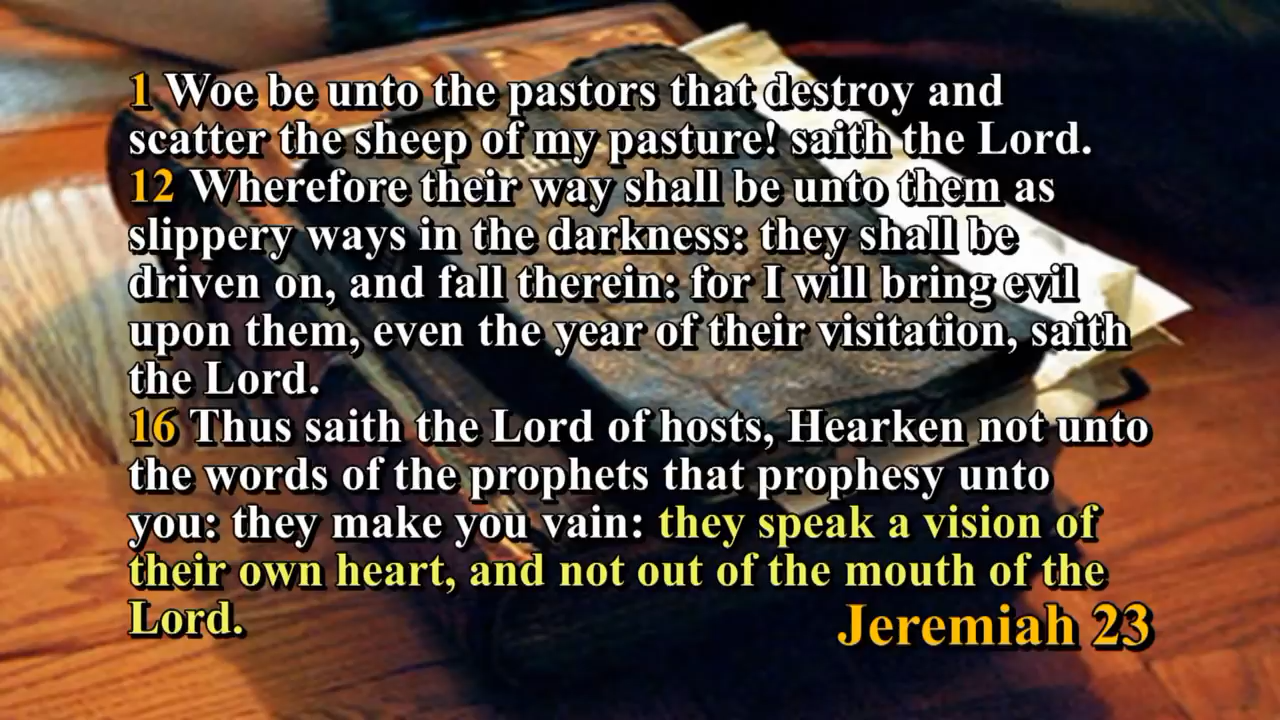 1 Woe be unto the pastors that destroy and
scatter the sheep of my pasture! saith the Lord.
12 Wherefore their way shall be unto them as
slippery ways in the darkness: they shall be
driven on, and fall therein: for I will bring evil
upon them, even the year of their visitation, saith
the Lord.
16 Thus saith the Lord of hosts, Hearken not unto
the words of the prophets that prophesy unto
you: they make you vain: they speak a vision of
their own heart, and not out of the mouth of the
Lord.
Jeremiah 23